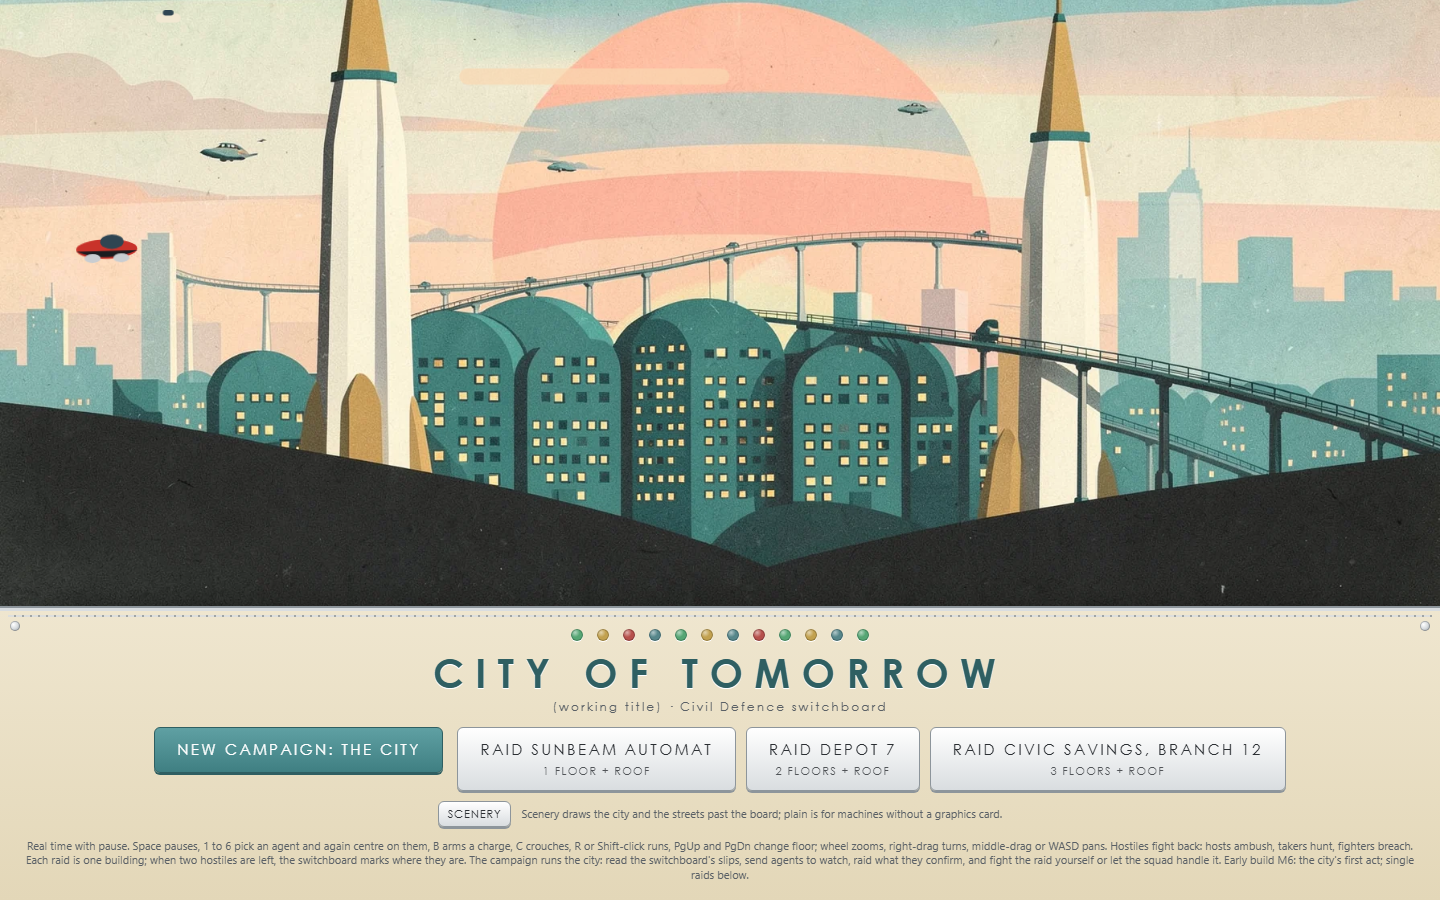 CITY OF TOMORROW
(working title) · Civil Defence switchboard
NEW CAMPAIGN: THE CITY
RAID SUNBEAM AUTOMAT
1 FLOOR + ROOF
RAID DEPOT 7
2 FLOORS + ROOF
RAID CIVIC SAVINGS, BRANCH 12
3 FLOORS + ROOF
SCENERY
Scenery draws the city and the streets past the board; plain is for machines without a graphics card.
Real time with pause. Space pauses, 1 to 6 pick an agent and again centre on them, B arms a charge, C crouches, R or Shift-click runs, PgUp and PgDn change floor; wheel zooms, right-drag turns, middle-drag or WASD pans. Hostiles fight back: hosts ambush, takers hunt, fighters breach.
Each raid is one building; when two hostiles are left, the switchboard marks where they are. The campaign runs the city: read the switchboard's slips, send agents to watch, raid what they confirm, and fight the raid yourself or let the squad handle it. Early build M6: the city's first act; single
raids below.